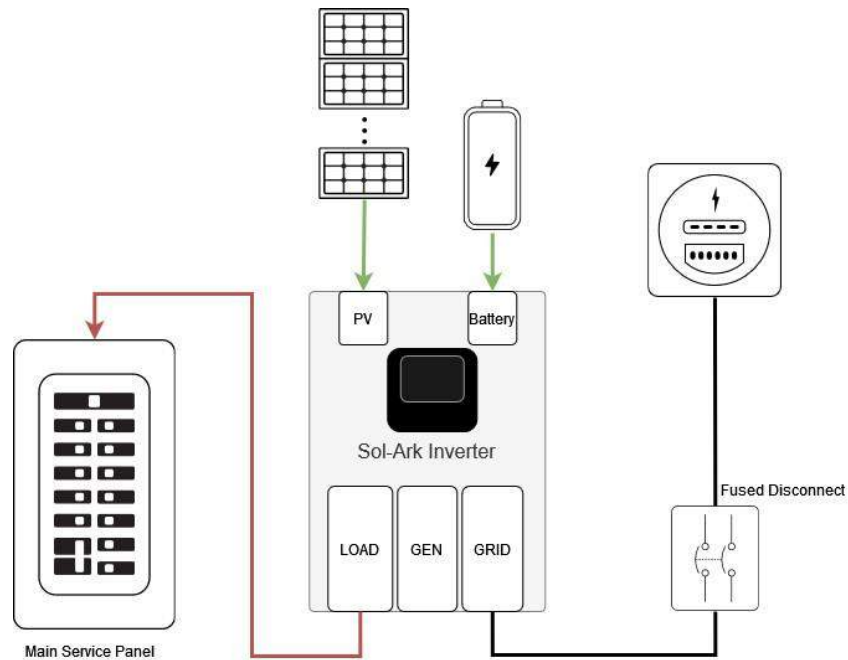 PV
Battery
Sol-Ark Inverter
Fused Disconnect
LOAD
GEN
GRID
Main Service Panel